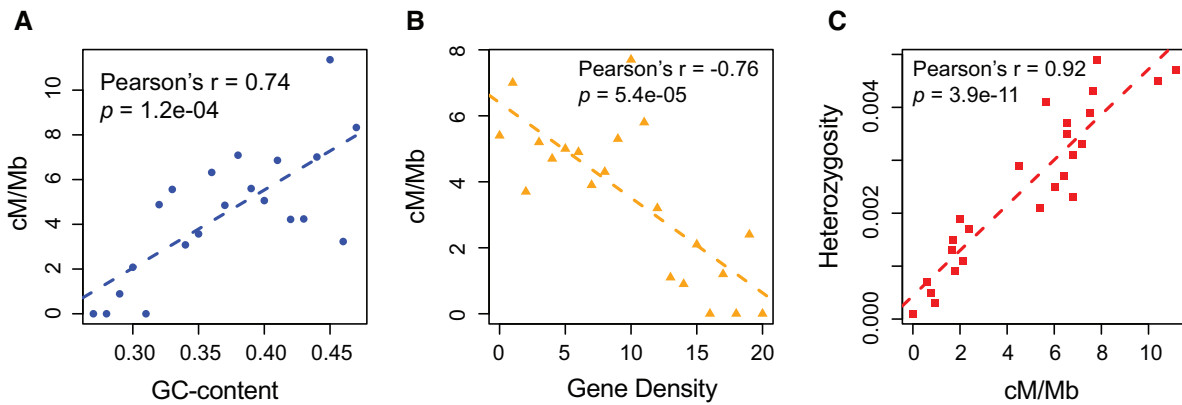 A
Pearson's r = 0.74
p = 1.2e-04
cM/Mb
0 2 4 6 8 10
0.30 0.35 0.40 0.45
GC-content
B
Pearson's r = -0.76
p = 5.4e-05
cM/Mb
0 2 4 6 8
0 5 10 15 20
Gene Density
C
Pearson's r = 0.92
p = 3.9e-11
Heterozygosity
0.000 0.002 0.004
0 2 4 6 8 10
cM/Mb